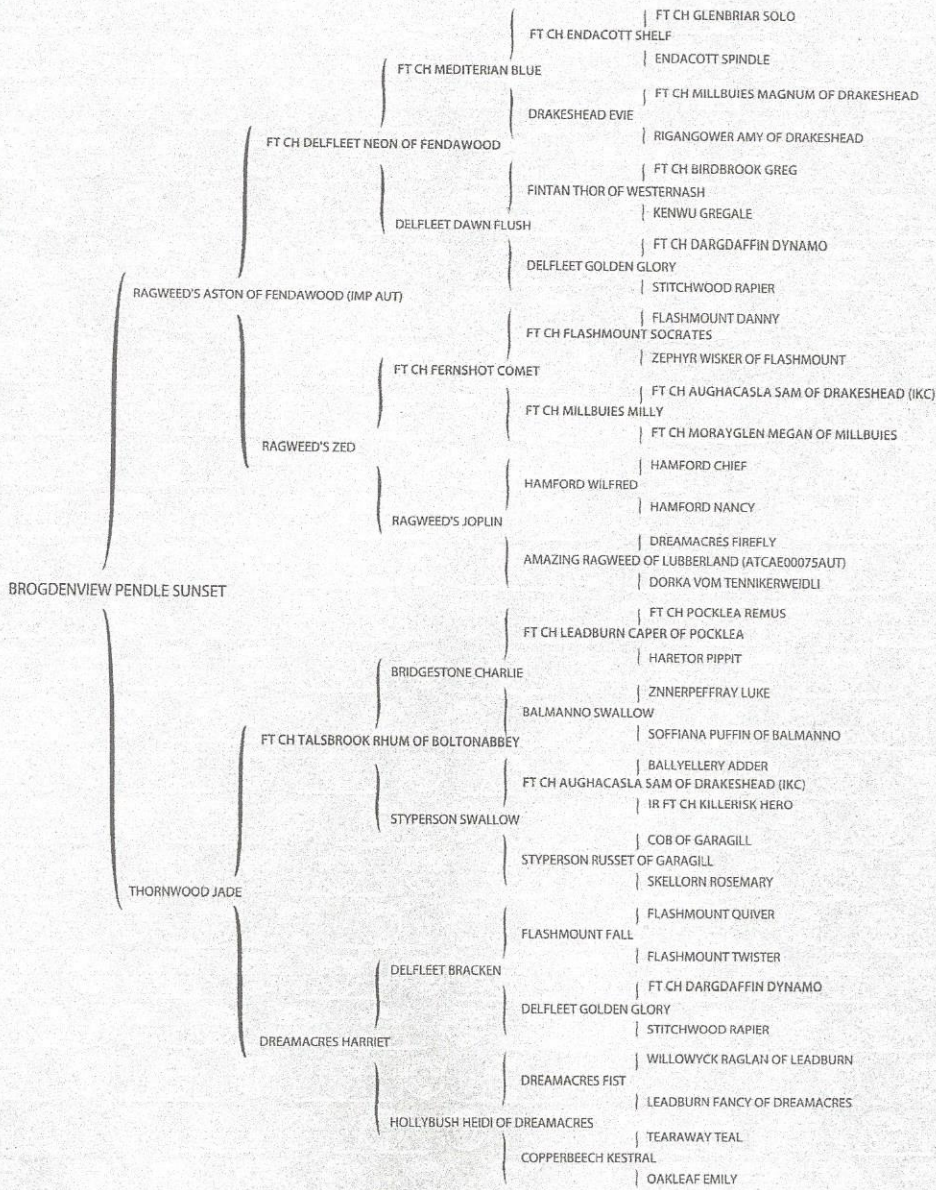 FT CH GLENBRIAR SOLO
FT CH ENDACOTT SHELF
ENDACOTT SPINDLE
FT CH MEDITERIAN BLUE
FT CH MILLBUIES MAGNUM OF DRAKESHEAD
DRAKESHEAD EVIE
RIGANGOWER AMY OF DRAKESHEAD
FT CH DELFLEET NEON OF FENDAWOOD
FT CH BIRDBROOK GREG
FINTAN THOR OF WESTERNASH
KENWU GREGALE
DELFLEET DAWN FLUSH
FT CH DARGDAFFIN DYNAMO
DELFLEET GOLDEN GLORY
STITCHWOOD RAPIER
RAGWEED'S ASTON OF FENDAWOOD (IMP AUT)
FLASHMOUNT DANNY
FT CH FLASHMOUNT SOCRATES
ZEPHYR WISKER OF FLASHMOUNT
FT CH FERNSHOT COMET
FT CH AUGHACASLA SAM OF DRAKESHEAD (IKC)
FT CH MILLBUIES MILLY
FT CH MORAYGLEN MEGAN OF MILLBUIES
RAGWEED'S ZED
HAMFORD CHIEF
HAMFORD WILFRED
HAMFORD NANCY
RAGWEED'S JOPLIN
DREAMACRES FIREFLY
AMAZING RAGWEED OF LUBBERLAND (ATCAE00075AUT)
DORKA VOM TENNIKERWEIDLI
BROGDENVIEW PENDLE SUNSET
FT CH POCKLEA REMUS
FT CH LEADBURN CAPER OF POCKLEA
HARETOR PIPPIT
BRIDGESTONE CHARLIE
ZNNERPEFFRAY LUKE
BALMANNO SWALLOW
SOFFIANA PUFFIN OF BALMANNO
FT CH TALSBROOK RHUM OF BOLTONABBEY
BALLYELLERY ADDER
FT CH AUGHACASLA SAM OF DRAKESHEAD (IKC)
IR FT CH KILLERISK HERO
STYPERSON SWALLOW
COB OF GARAGILL
STYPERSON RUSSET OF GARAGILL
SKELLORN ROSEMARY
THORNWOOD JADE
FLASHMOUNT QUIVER
FLASHMOUNT FALL
FLASHMOUNT TWISTER
DELFLEET BRACKEN
FT CH DARGDAFFIN DYNAMO
DELFLEET GOLDEN GLORY
STITCHWOOD RAPIER
DREAMACRES HARRIET
WILLOWYCK RAGLAN OF LEADBURN
DREAMACRES FIST
LEADBURN FANCY OF DREAMACRES
HOLLYBUSH HEIDI OF DREAMACRES
TEARAWAY TEAL
COPPERBEECH KESTRAL
OAKLEAF EMILY